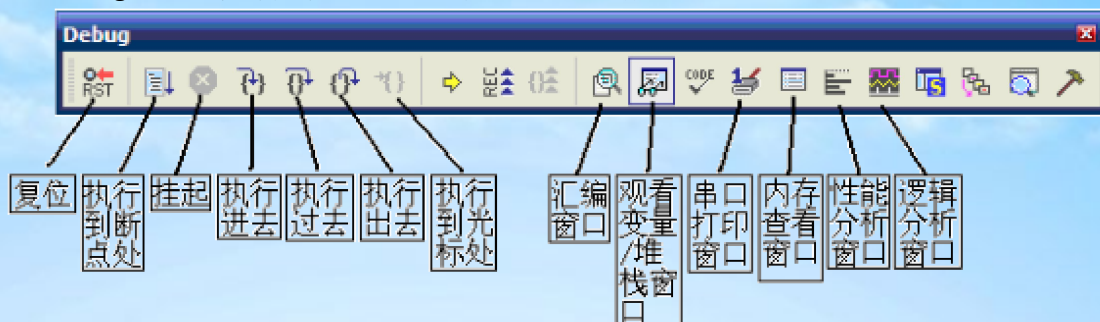 Debug
RST
REC
CODE
复位
执行
到断
点处
挂起
执行
进去
执行
过去
执行
出去
执行
到光
标处
汇编
窗口
观看
变量
/堆
栈窗
口
串口
打印
窗口
内存
查看
窗口
性能
分析
窗口
逻辑
分析
窗口